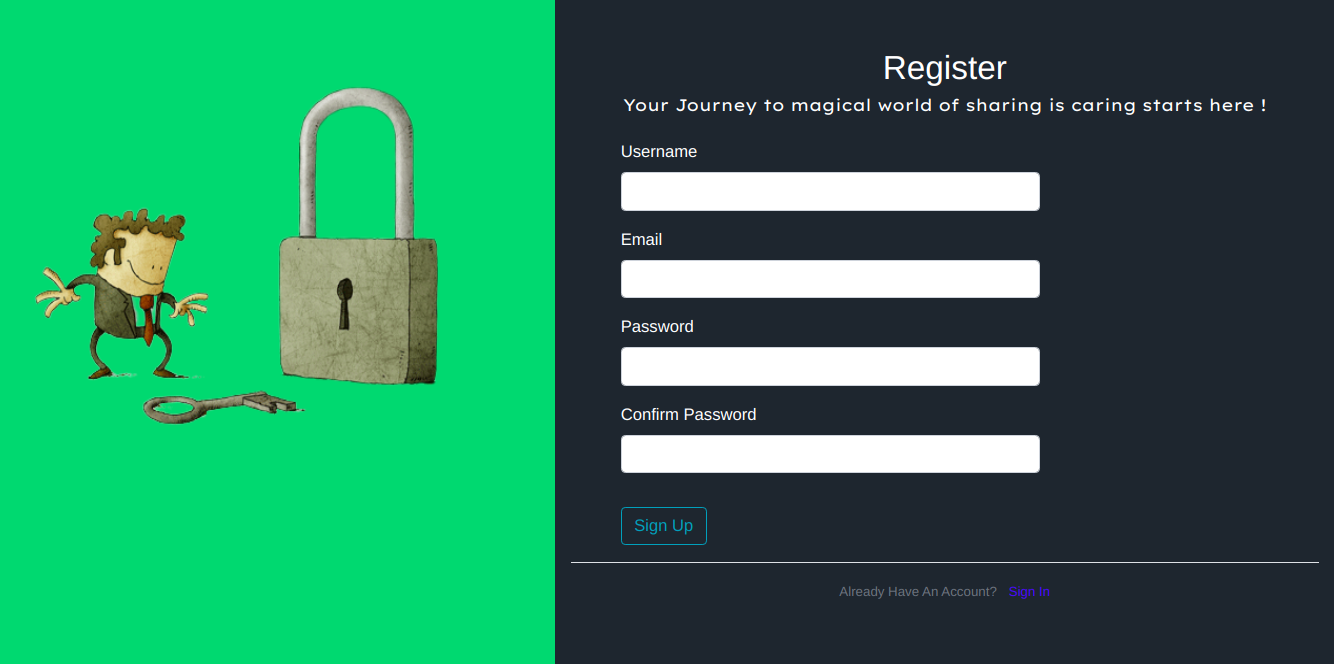 Register
Your Journey to magical world of sharing is caring starts here !
Username
Email
Password
Confirm Password
Sign Up
Already Have An Account? Sign In